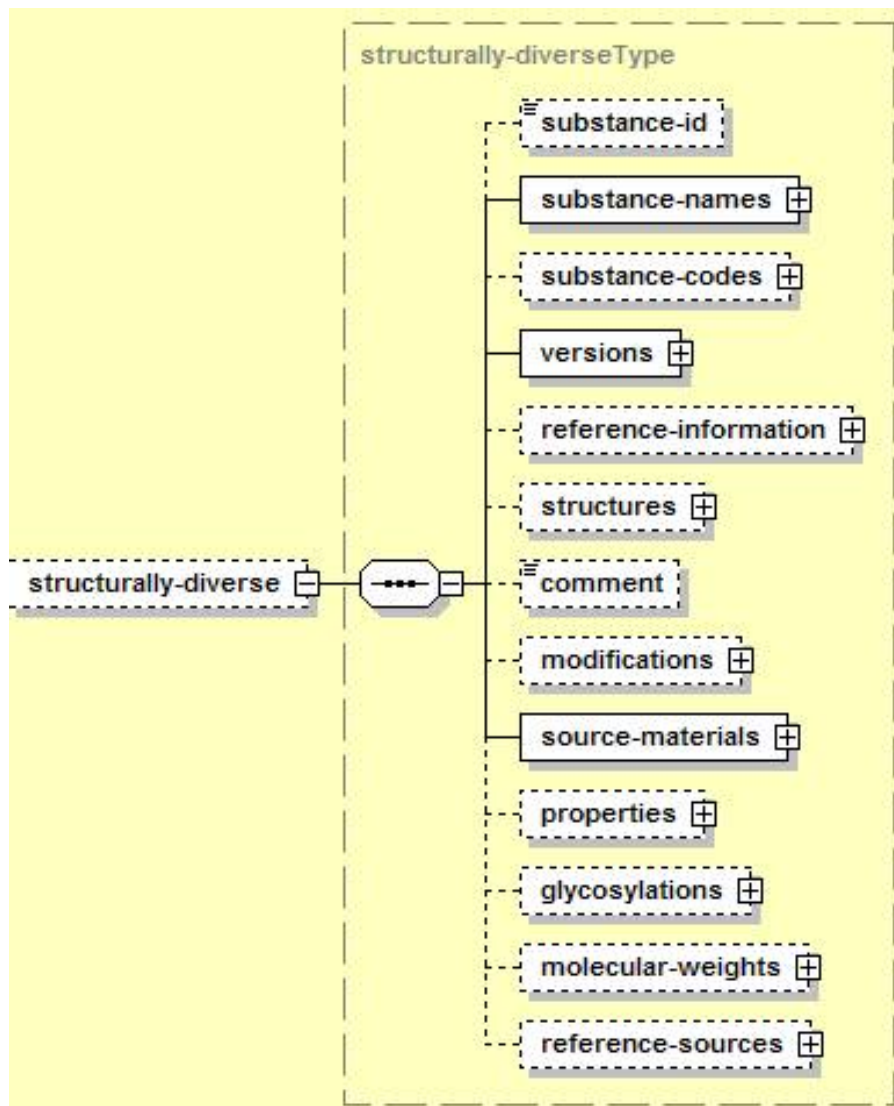 structurally-diverseType
substance-id
substance-names
substance-codes
versions
reference-information
structures
structurally-diverse
comment
modifications
source-materials
properties
glycosylations
molecular-weights
reference-sources